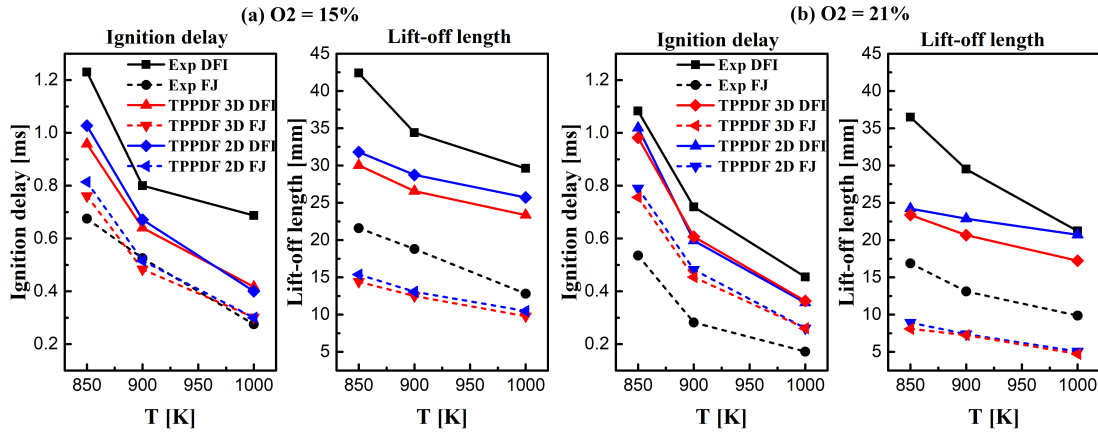 (a) O2 = 15%
(b) O2 = 21%
Ignition delay
Ignition delay [ms]
1.2
1.0
0.8
0.6
0.4
0.2
850
900
950
1000
T [K]
Exp DFI
Exp FJ
TPPDF 3D DFI
TPPDF 3D FJ
TPPDF 2D DFI
TPPDF 2D FJ
Lift-off length
Lift-off length [mm]
45
40
35
30
25
20
15
10
5
850
900
950
1000
T [K]
Ignition delay
Ignition delay [ms]
1.2
1.0
0.8
0.6
0.4
0.2
850
900
950
1000
T [K]
Exp DFI
Exp FJ
TPPDF 3D DFI
TPPDF 3D FJ
TPPDF 2D DFI
TPPDF 2D FJ
Lift-off length
Lift-off length [mm]
45
40
35
30
25
20
15
10
5
850
900
950
1000
T [K]